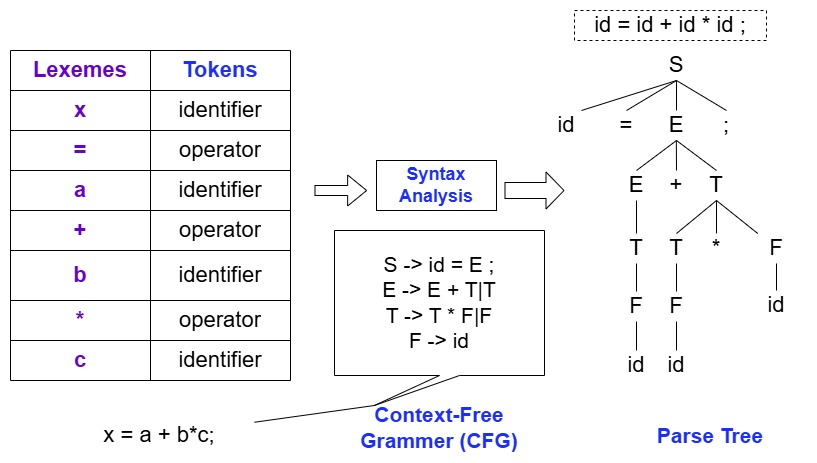 id = id + id * id ;
Lexemes Tokens
x identifier
= operator
a identifier
+ operator
b identifier
* operator
c identifier
Syntax
Analysis
S -> id = E ;
E -> E + T|T
T -> T * F|F
F -> id
x = a + b*c;
Context-Free
Grammer (CFG)
S
id = E ;
E + T
T T * F
F F id
id id
Parse Tree